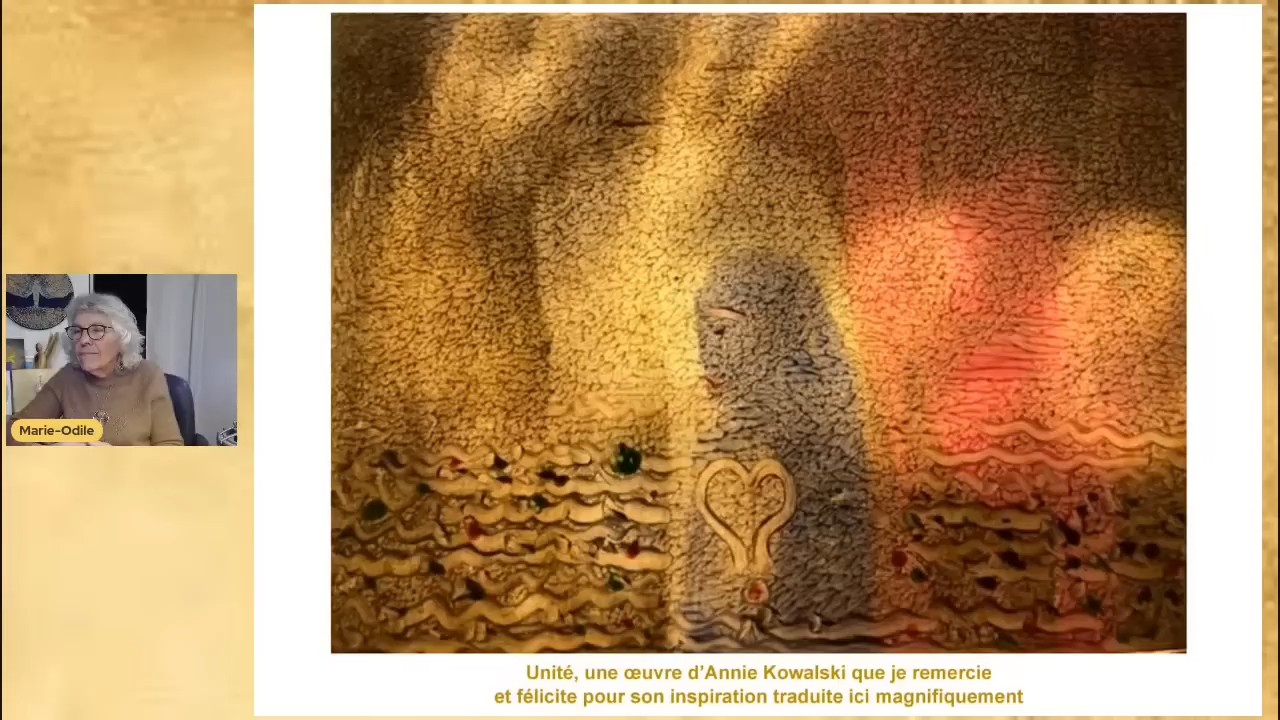 Marie-Odile
Unité, une œuvre d'Annie Kowalski que je remercie
et félicite pour son inspiration traduite ici magnifiquement